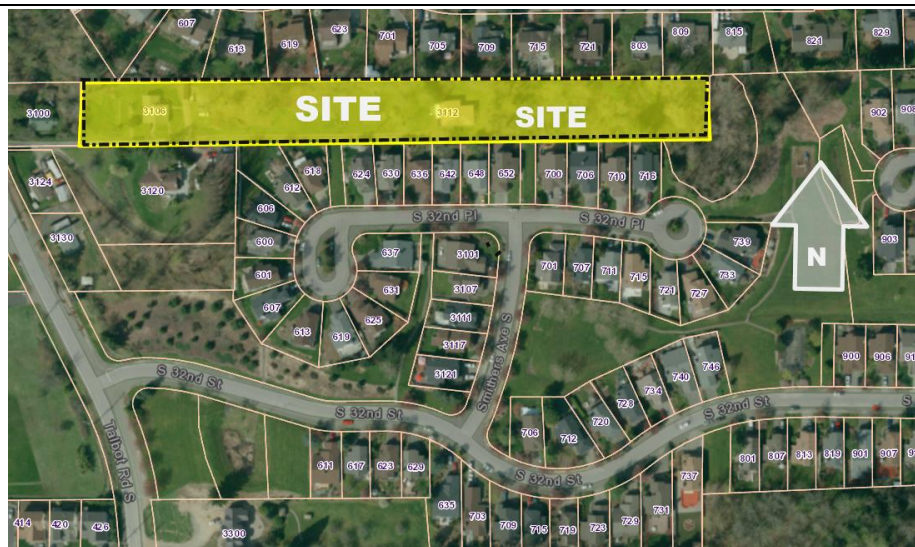 607 613 619 623 701 705 709 715 721 803 809 815 821 829
3100 3106 SITE 3112 SITE 902 908
3124 3120 618 624 630 636 642 648 652 700 706 710 716
612
606
3130 600 S 32nd Pl S 32nd Pl 903
637 3101 739 N
601 631 3107 701 707 711 715 721 727 733
607 613 619 625 3111
3117
3121 Smithers Ave S
S 32nd St 900 906
Talbot Rd S S 32nd St 706 712 720 728 734 740 746 S 32nd St S
611 617 623 629 737 801 807 813 819 901 907
635 703 709 715 719 723 729 731
S 32nd St
414 420 426 3300